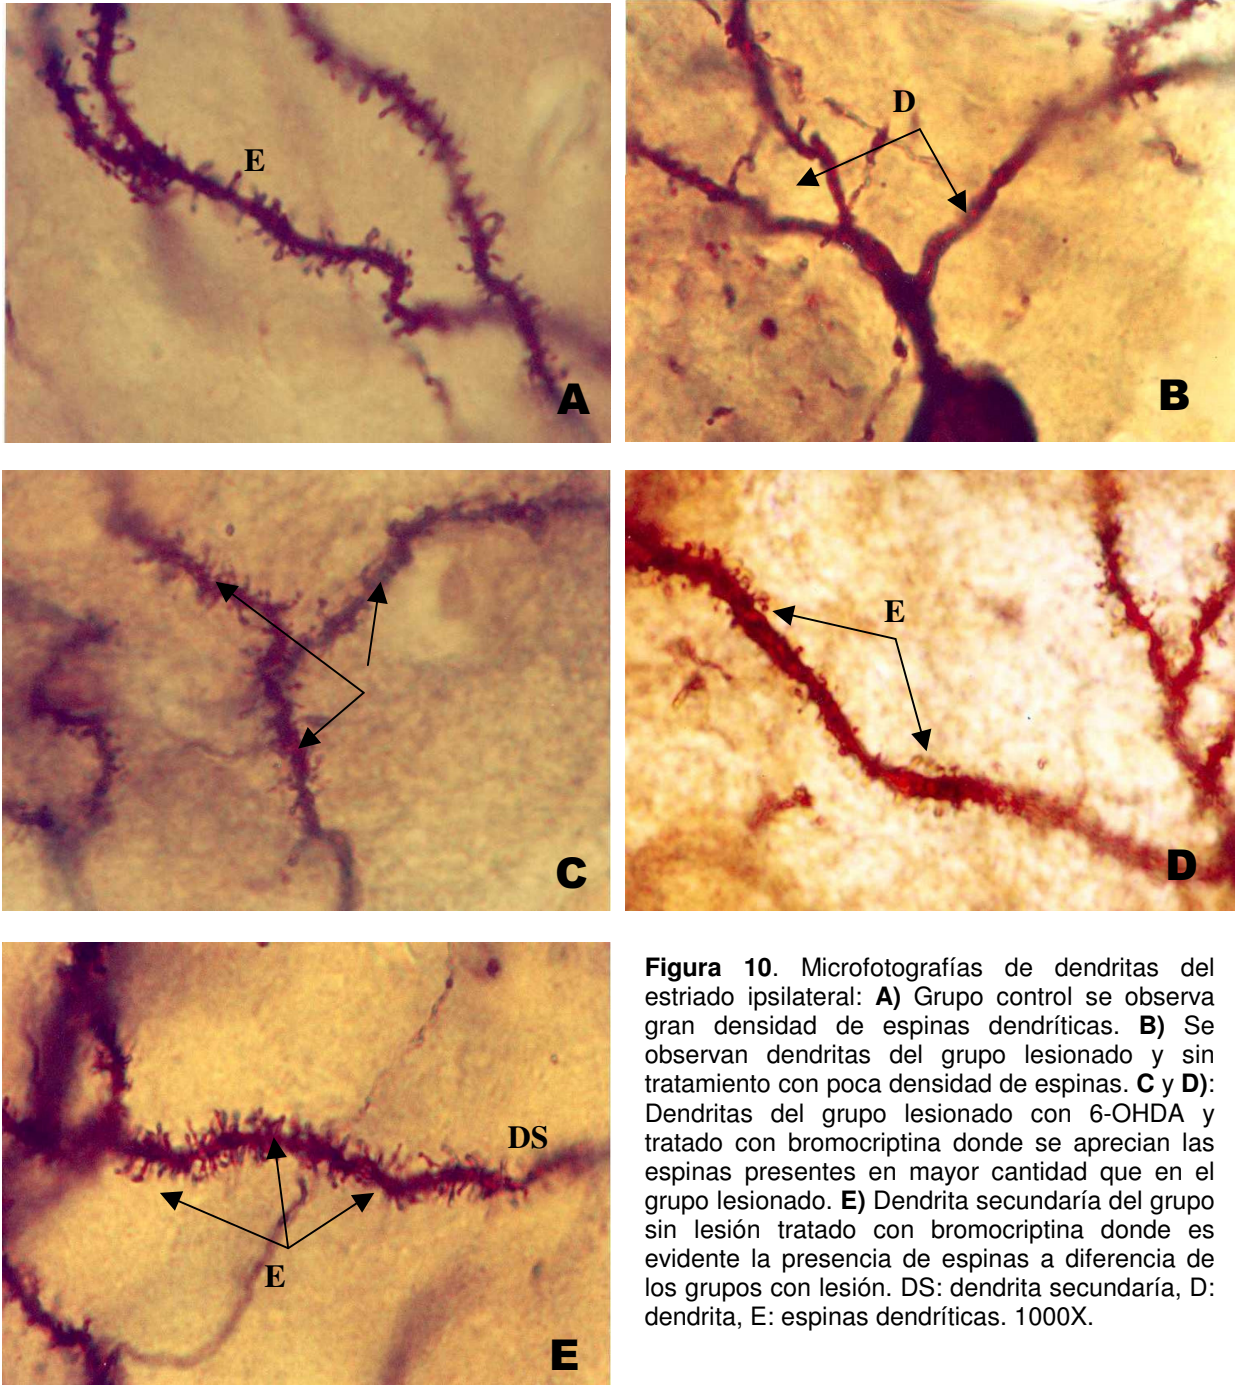 E
A
D
B
C
E
D
DS
E
E
Figura 10. Microfotografías de dendritas del
estriado ipsilateral: A) Grupo control se observa
gran densidad de espinas dendríticas. B) Se
observan dendritas del grupo lesionado y sin
tratamiento con poca densidad de espinas. C y D):
Dendritas del grupo lesionado con 6-OHDA y
tratado con bromocriptina donde se aprecian las
espinas presentes en mayor cantidad que en el
grupo lesionado. E) Dendrita secundaría del grupo
sin lesión tratado con bromocriptina donde es
evidente la presencia de espinas a diferencia de
los grupos con lesión. DS: dendrita secundaría, D:
dendrita, E: espinas dendríticas. 1000X.